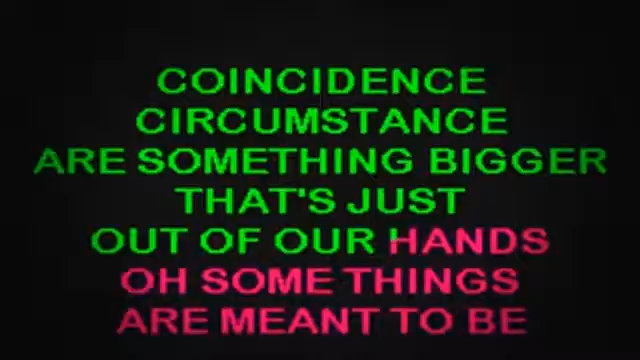 COINCIDENCE
CIRCUMSTANCE
ARE SOMETHING BIGGER
THAT'S JUST
OUT OF OUR HANDS
OH SOME THINGS
ARE MEANT TO BE